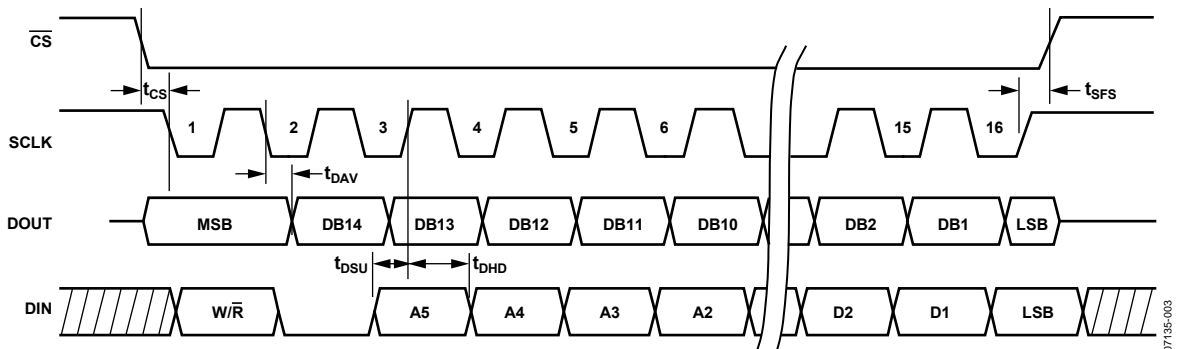 CS
tCS
tSFS
SCLK
1 2 3 4 5 6 15 16
tDAV
DOUT
MSB DB14 DB13 DB12 DB11 DB10 DB2 DB1 LSB
tDSU tDHD
DIN
W/R A5 A4 A3 A2 D2 D1 LSB
07135-003